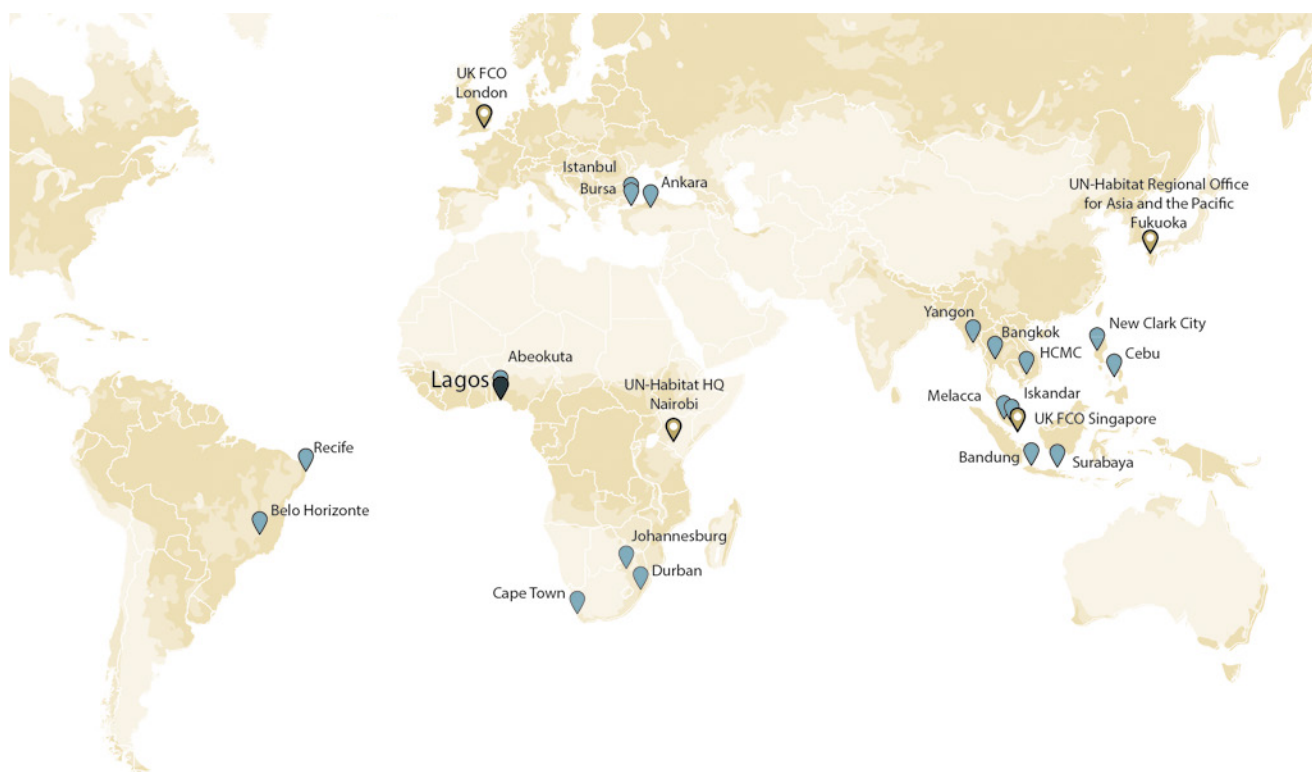 UK FCO
London
Istanbul
Bursa
Ankara
UN-Habitat Regional Office
for Asia and the Pacific
Fukuoka
Yangon
Bangkok
New Clark City
HCMC
Cebu
Abeokuta
Lagos
UN-Habitat HQ
Nairobi
Melacca
Iskandar
UK FCO Singapore
Bandung
Surabaya
Recife
Belo Horizonte
Johannesburg
Durban
Cape Town